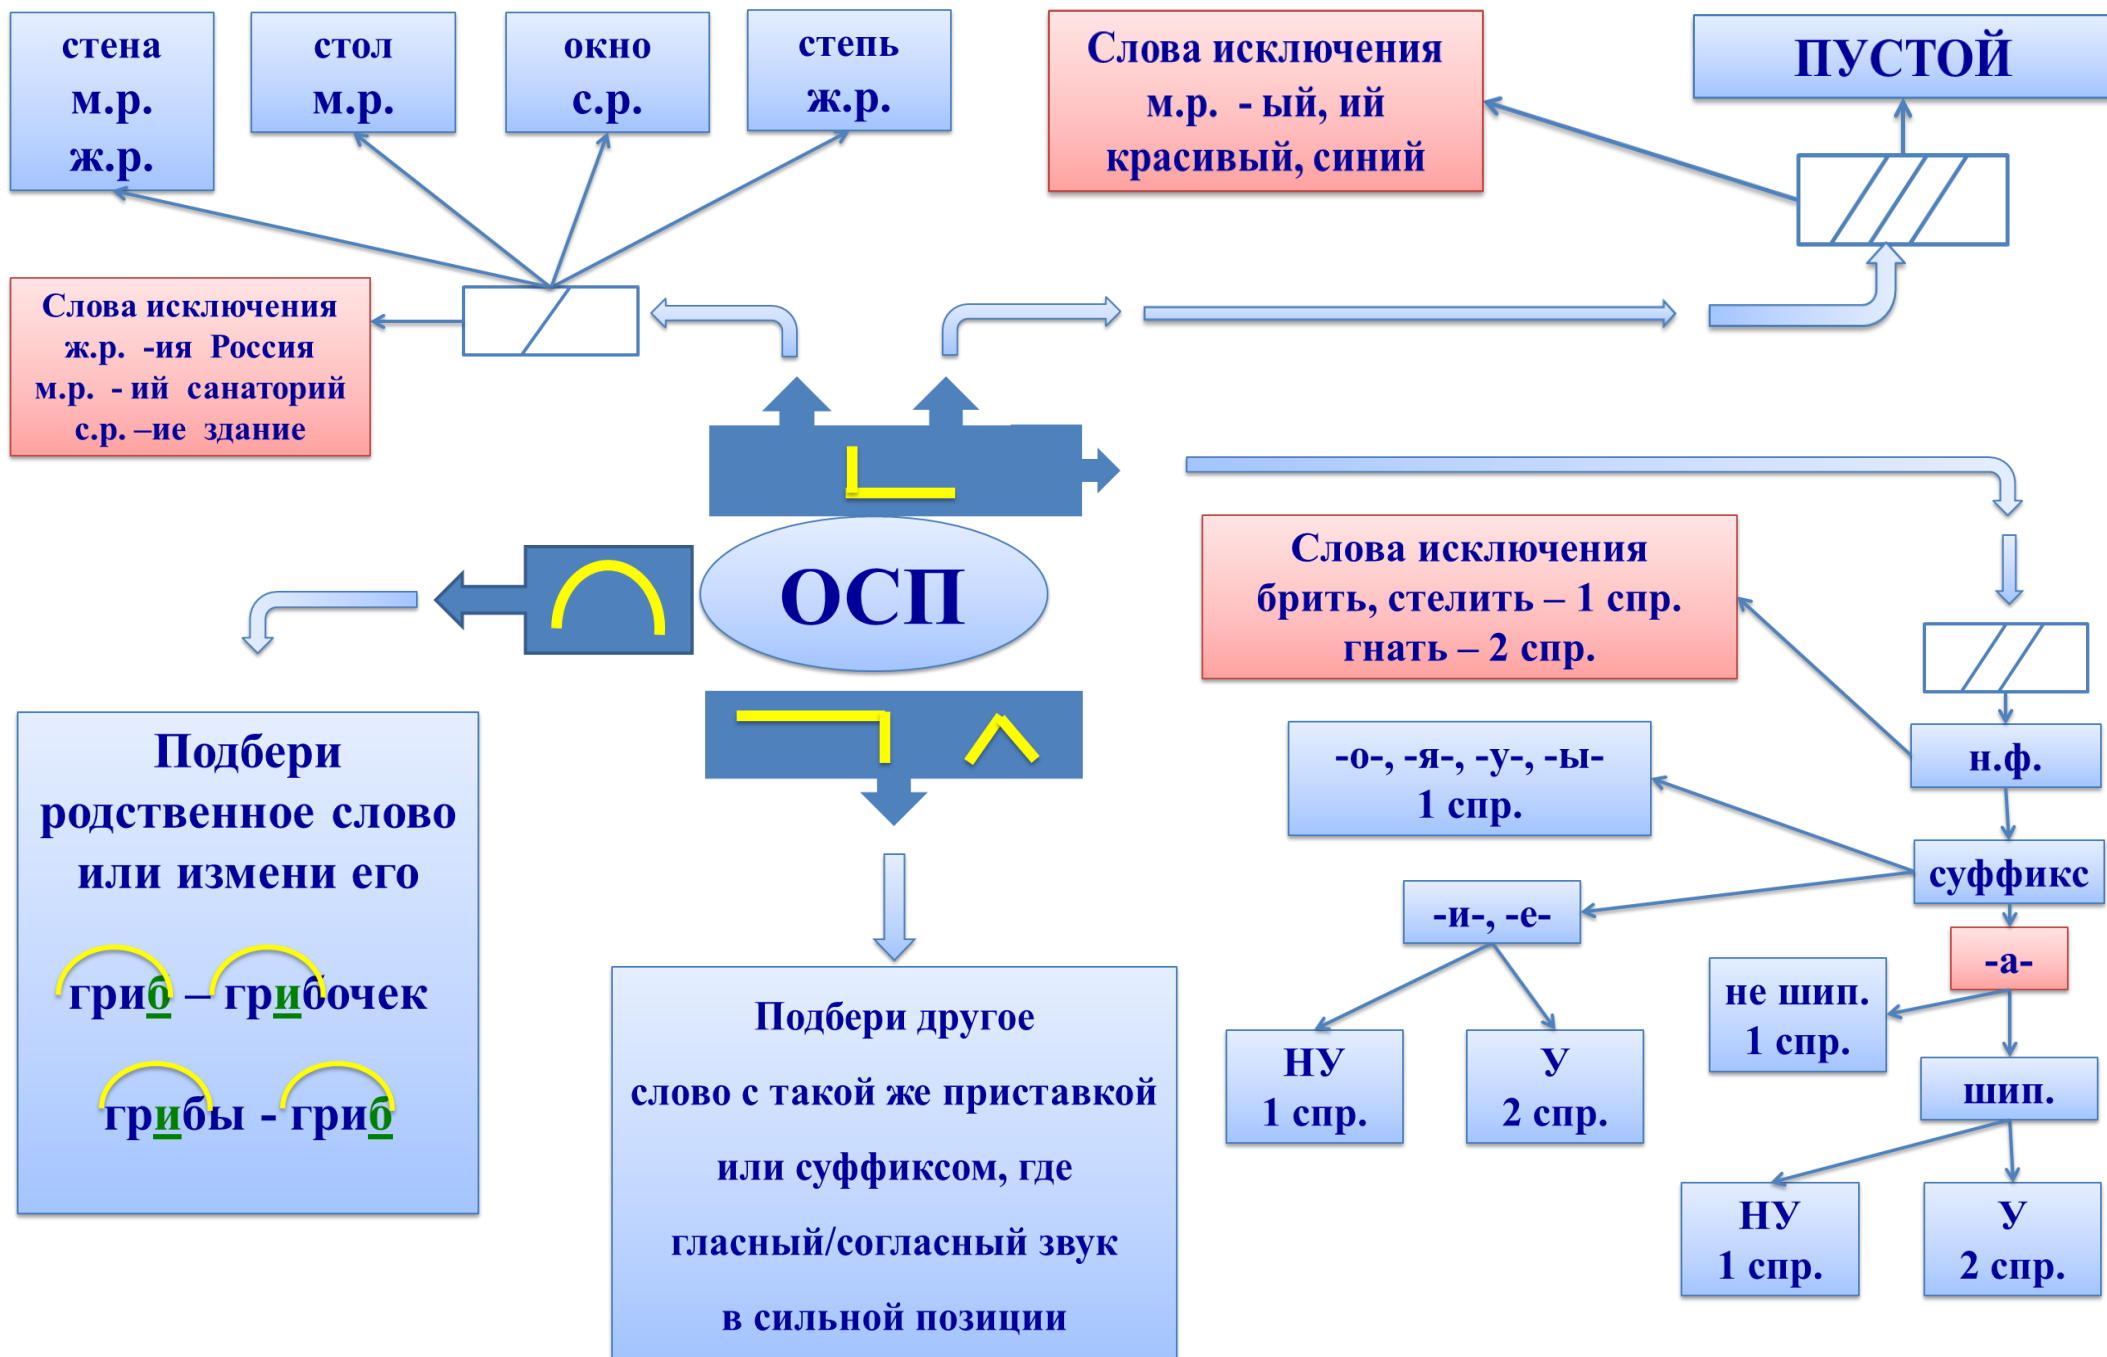 стена
м.р.
ж.р.
стол
м.р.
окно
с.р.
степь
ж.р.
Слова исключения
м.р. - ый, ий
красивый, синий
ПУСТОЙ
Слова исключения
ж.р. -ия Россия
м.р. - ий санаторий
с.р. –ие здание
ОСП
Слова исключения
брить, стелить – 1 спр.
гнать – 2 спр.
н.ф.
-о-, -я-, -у-, -ы-
1 спр.
суффикс
-и-, -е-
-а-
не шип.
1 спр.
НУ
1 спр.
У
2 спр.
шип.
НУ
1 спр.
У
2 спр.
Подбери
родственное слово
или измени его
гриб – грибочек
грибы - гриб
Подбери другое
слово с такой же приставкой
или суффиксом, где
гласный/согласный звук
в сильной позиции